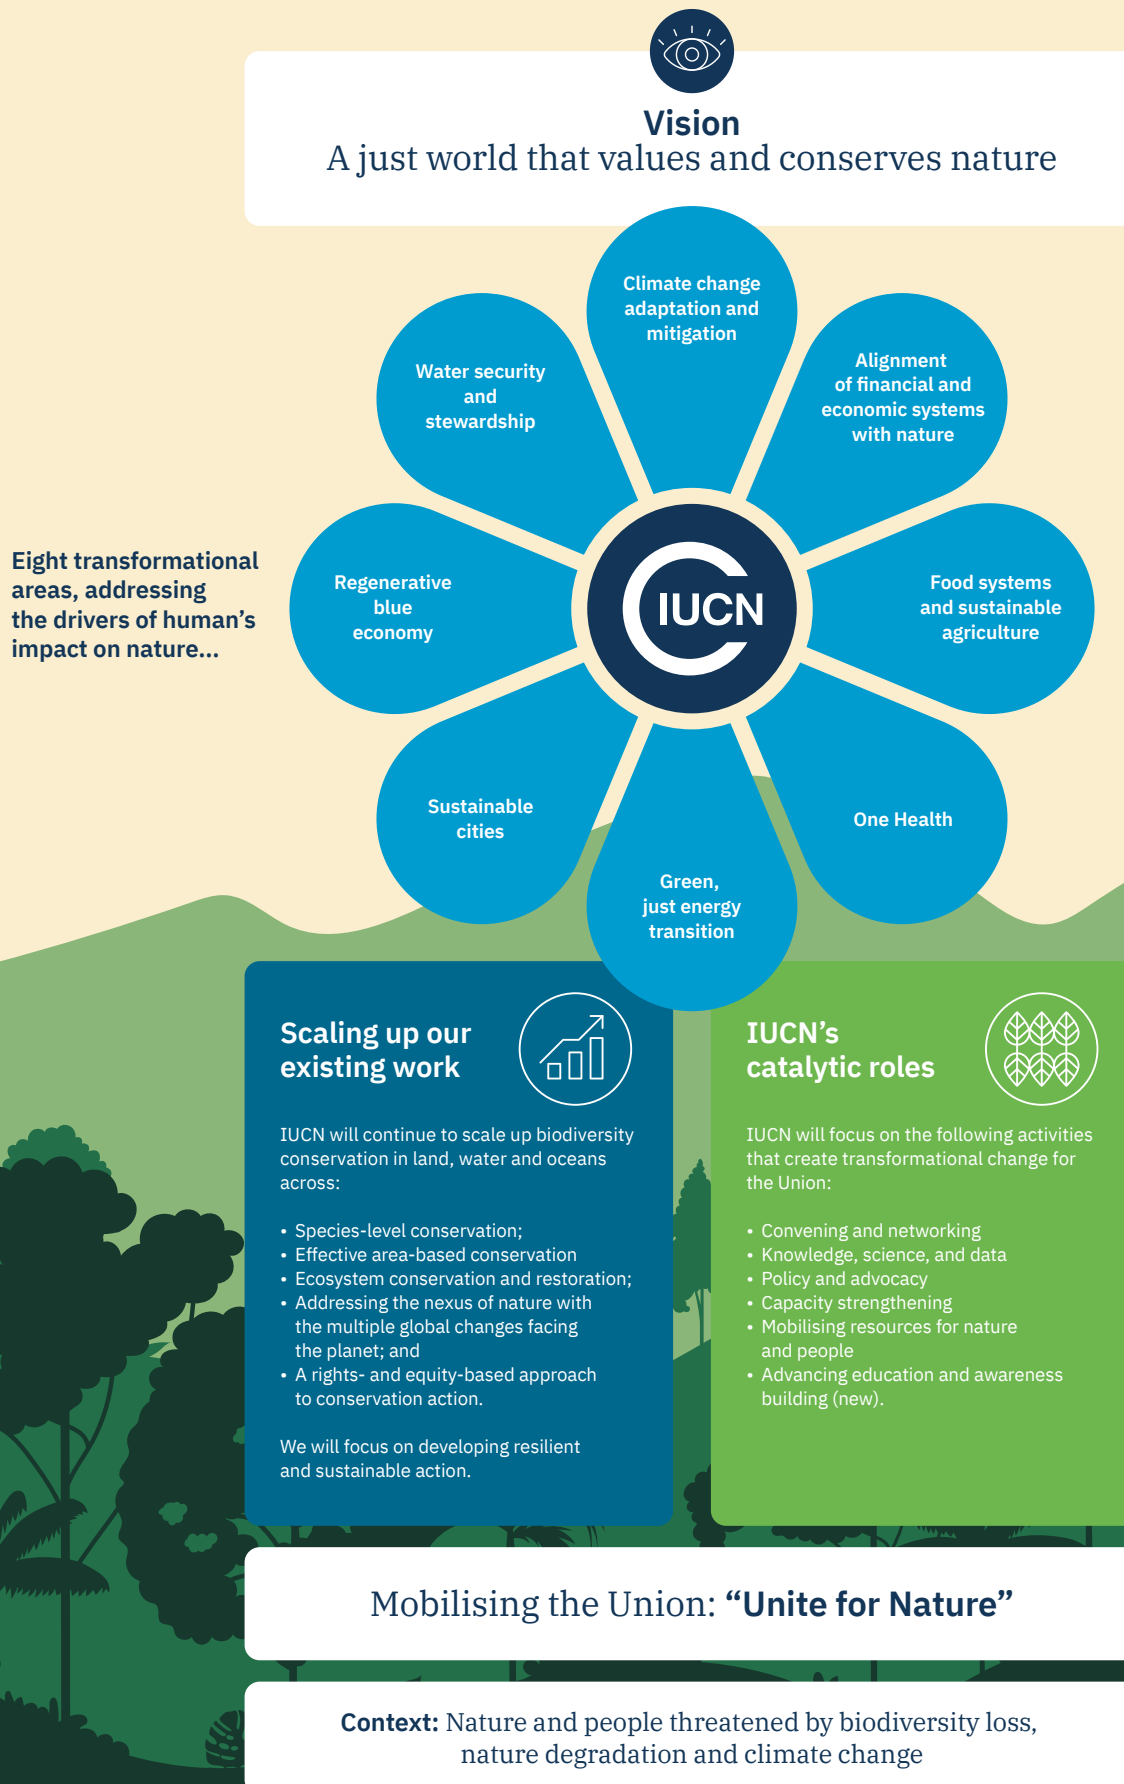 Vision
A just world that values and conserves nature
Climate change
adaptation and
mitigation
Alignment
of financial and
economic systems
with nature
Water security
and
stewardship
Eight transformational
areas, addressing
the drivers of human’s
impact on nature...
Regenerative
blue
economy
IUCN
Food systems
and sustainable
agriculture
Sustainable
cities
One Health
Green,
just energy
transition
Scaling up our
existing work
IUCN will continue to scale up biodiversity
conservation in land, water and oceans
across:
• Species-level conservation;
• Effective area-based conservation
• Ecosystem conservation and restoration;
• Addressing the nexus of nature with
the multiple global changes facing
the planet; and
• A rights- and equity-based approach
to conservation action.
We will focus on developing resilient
and sustainable action.
IUCN’s
catalytic roles
IUCN will focus on the following activities
that create transformational change for
the Union:
• Convening and networking
• Knowledge, science, and data
• Policy and advocacy
• Capacity strengthening
• Mobilising resources for nature
and people
• Advancing education and awareness
building (new).
Mobilising the Union: “Unite for Nature”
Context: Nature and people threatened by biodiversity loss,
nature degradation and climate change